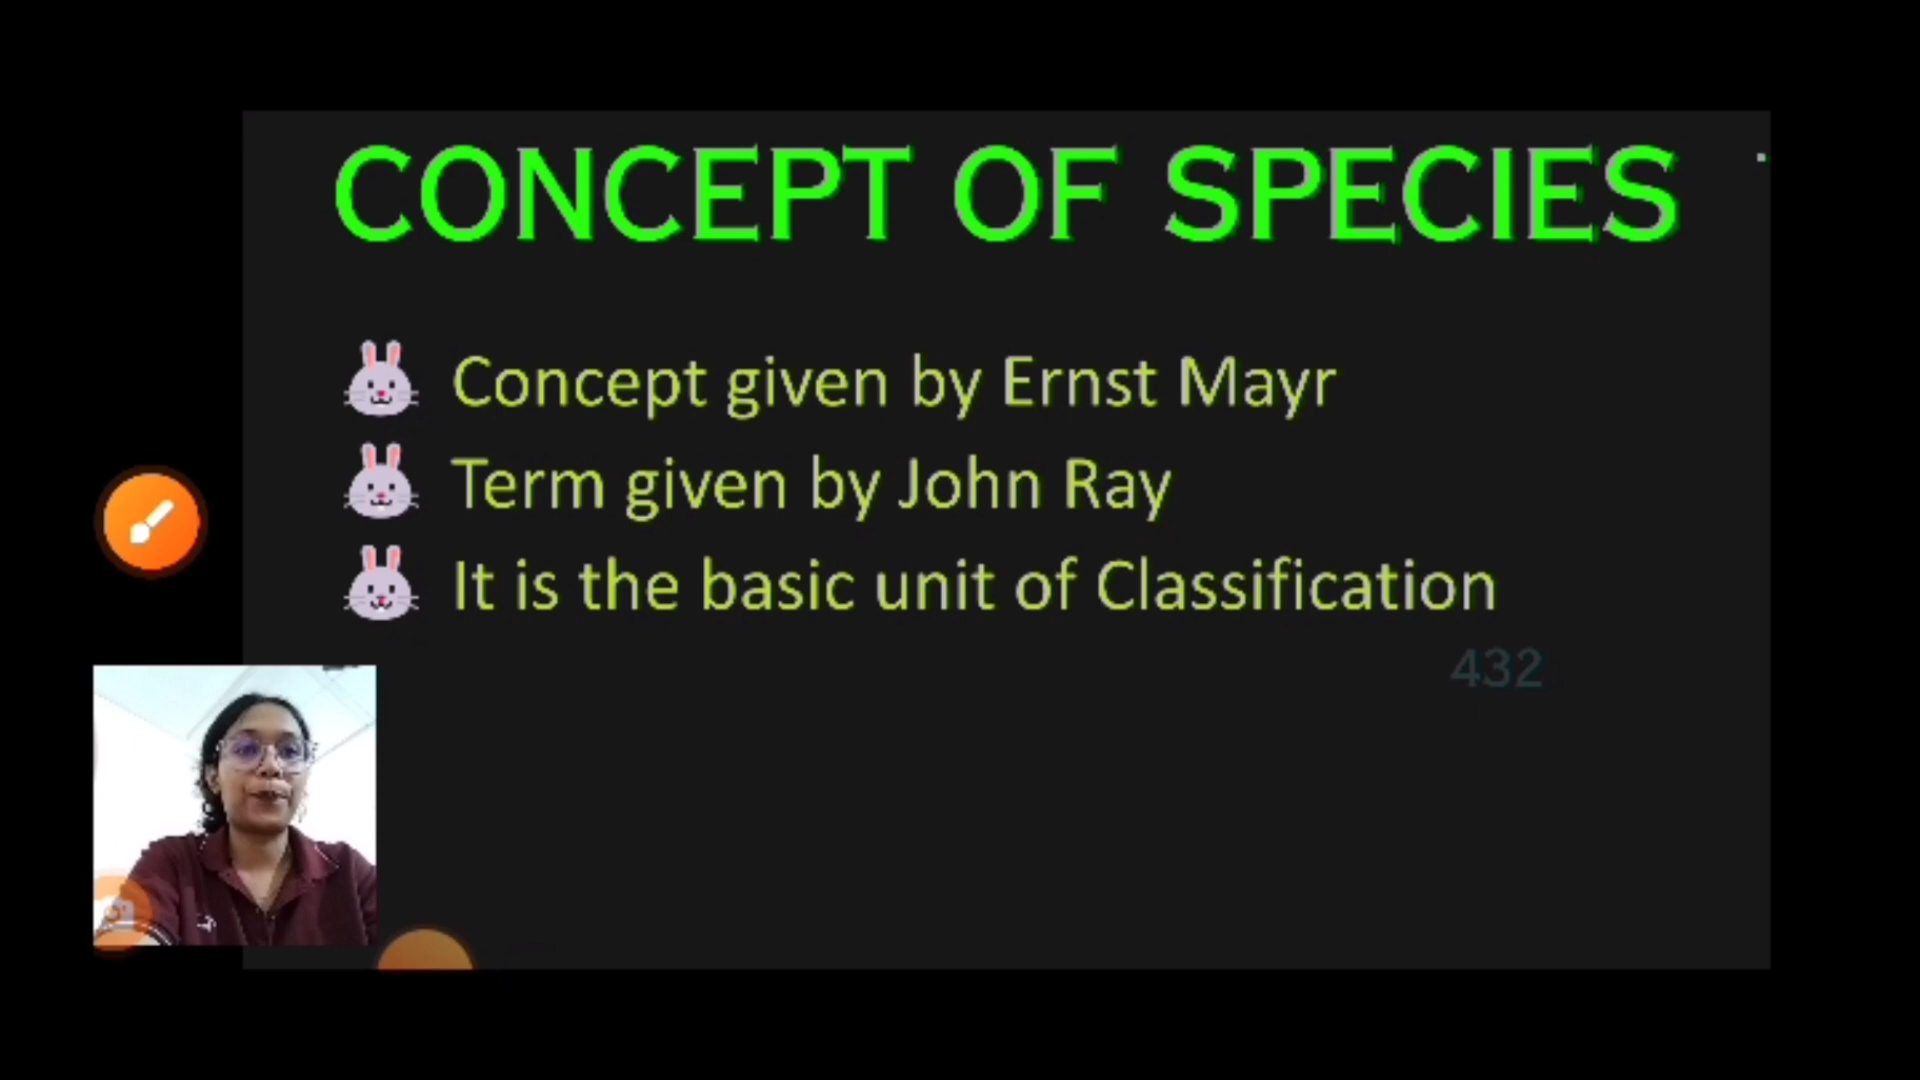 CONCEPT OF SPECIES
Concept given by Ernst Mayr
Term given by John Ray
It is the basic unit of Classification
432